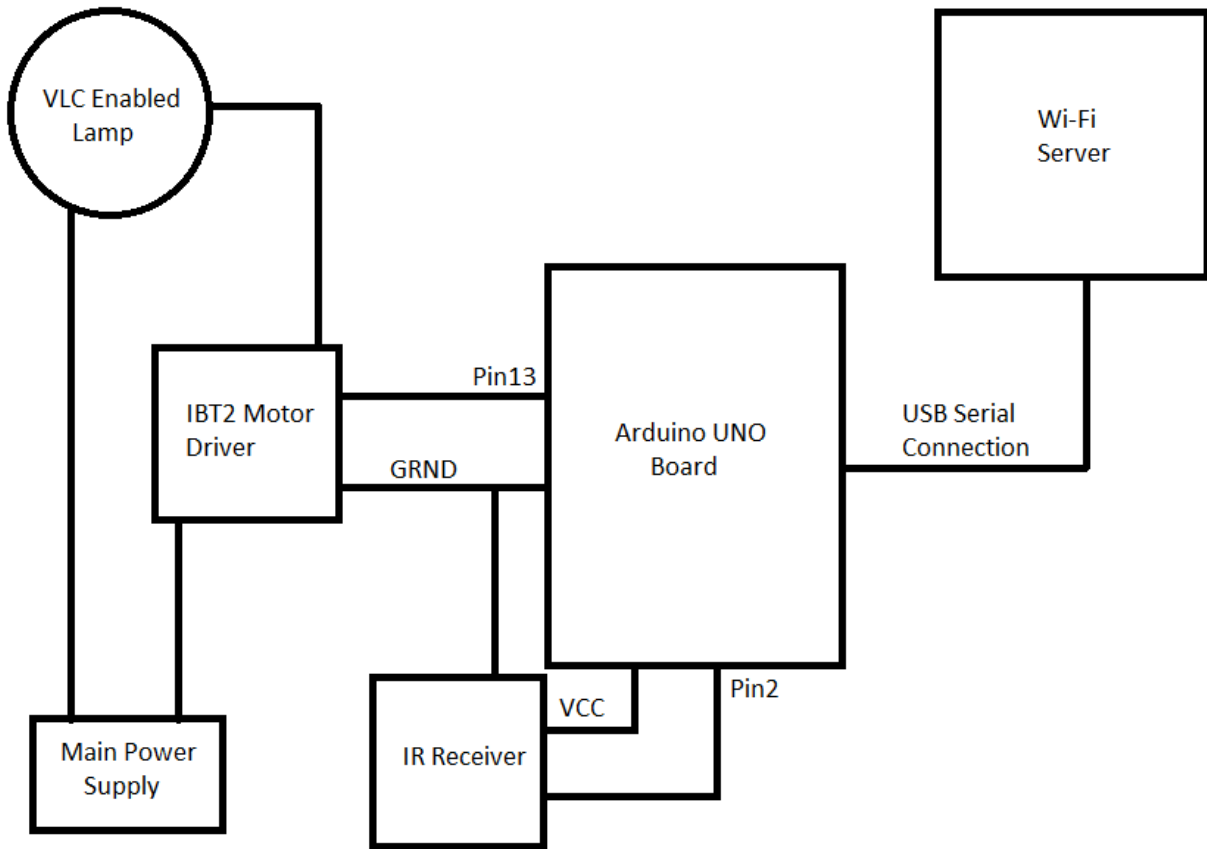 VLC Enabled
Lamp
Wi-Fi
Server
Pin13
IBT2 Motor
Driver
GRND
Arduino UNO
Board
USB Serial
Connection
Pin2
VCC
Main Power
Supply
IR Receiver